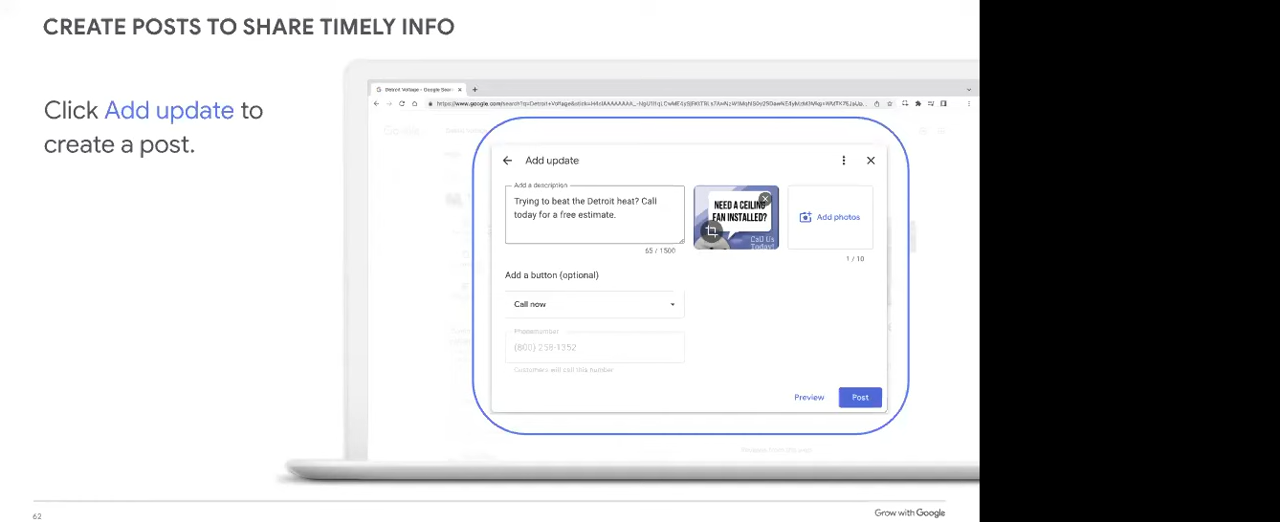 CREATE POSTS TO SHARE TIMELY INFO
Click Add update to
create a post.
Add update
Add a description
Trying to beat the Detroit heat? Call
today for a free estimate.
65 / 1500
NEED A CEILING
FAN INSTALLED?
Call Us
Today!
Add photos
1 / 10
Add a button (optional)
Call now
Phone number
(800) 258-1352
Customers will call this number
Preview
Post
62
Grow with Google